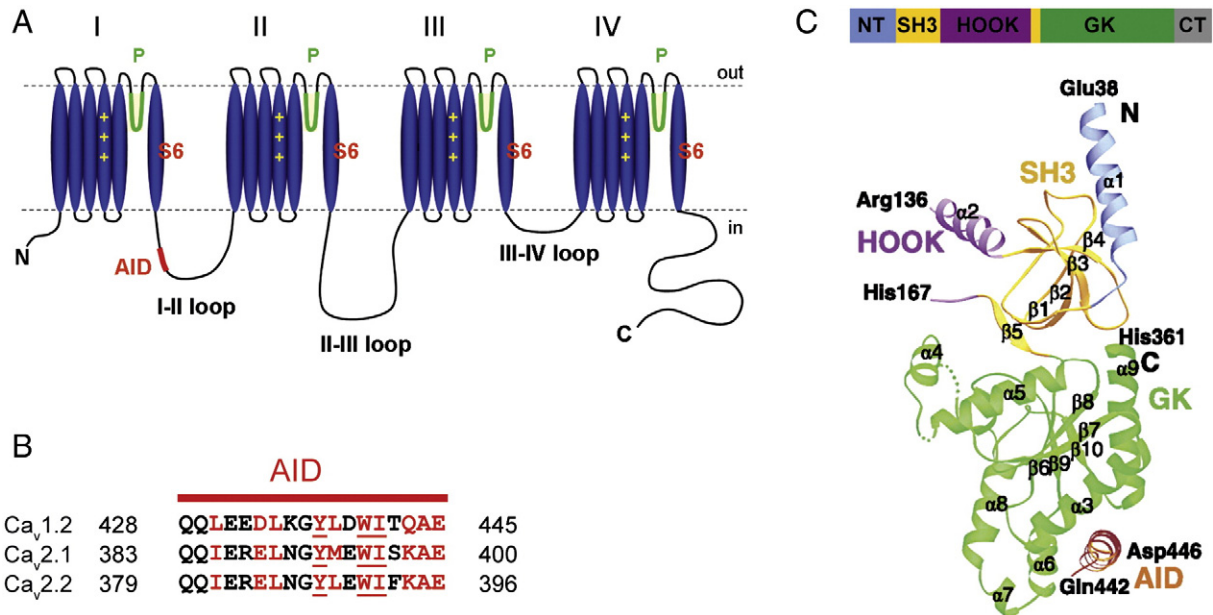 A
I II III IV
P P P P
out
+ + + +
+ + + +
+ + + +
S6 S6 S6 S6
in
N
AID
I-II loop
II-III loop
III-IV loop
C
B
AID
Cav1.2 428 QQLEEDLKGYLDWITQAE 445
Cav2.1 383 QQIERELNGYMEWISKAE 400
Cav2.2 379 QQIERELNGYLEWIFKAE 396
C
NT SH3 HOOK GK CT
Glu38
N
α1
SH3
Arg136
α2
HOOK
β4
β3
β2
β1
His167
β5
His361
C
α4
α9
α5
GK
β8
β7
β10
β6
β9
α8
α3
Asp446
α6
Gln442
AID
α7